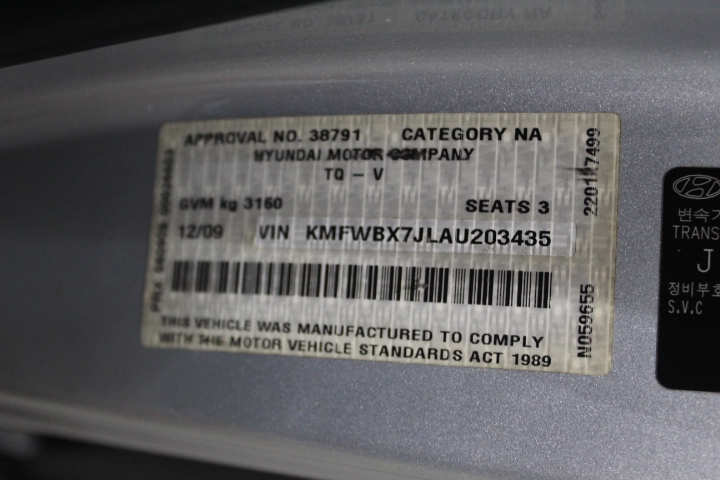 APPROVAL NO. 38791 CATEGORY NA
HYUNDAI MOTOR COMPANY
TQ - V
GVM kg 3160 SEATS 3
12/09 VIN KMFWBX7JLAU203435
THIS VEHICLE WAS MANUFACTURED TO COMPLY
WITH THE MOTOR VEHICLE STANDARDS ACT 1989
N059655
변속기
TRANS
J
정비부호
S.V.C